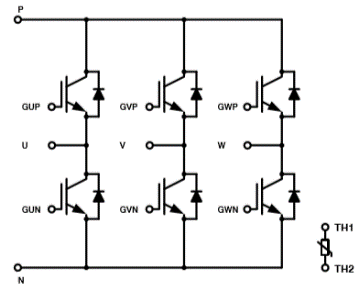 P
GUP GVP GWP
U V W
GUN GVN GWN
TH1
N TH2